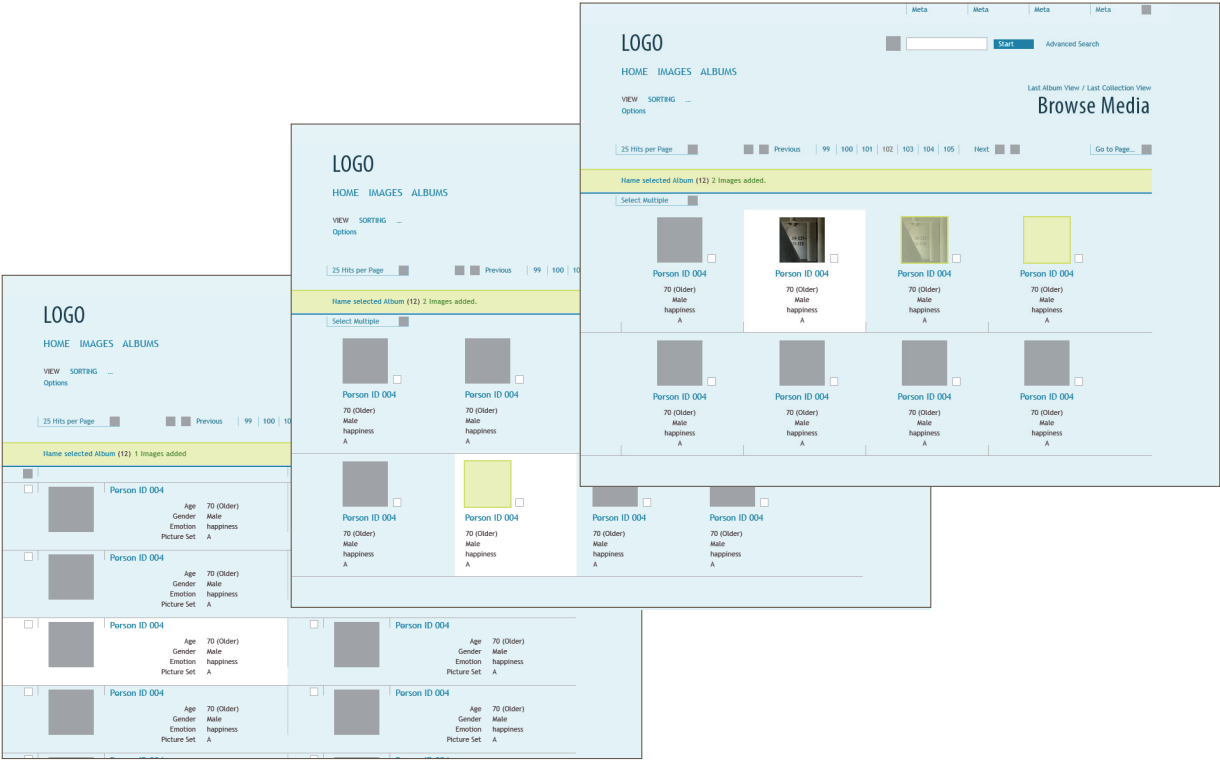 Meta Meta Meta Meta
LOGO
Start Advanced Search
HOME IMAGES ALBUMS
Last Album View / Last Collection View
VIEW SORTING ...
Options
Browse Media
25 Hits per Page Previous 99 100 101 102 103 104 105 Next Go to Page...
Name selected Album (12) 2 Images added.
Select Multiple
Person ID 004 Person ID 004 Person ID 004 Person ID 004
70 (Older) 70 (Older) 70 (Older) 70 (Older)
Male Male Male Male
happiness happiness happiness happiness
A A A A
Person ID 004 Person ID 004 Person ID 004 Person ID 004
70 (Older) 70 (Older) 70 (Older) 70 (Older)
Male Male Male Male
happiness happiness happiness happiness
A A A A
LOGO
HOME IMAGES ALBUMS
VIEW SORTING ...
Options
25 Hits per Page Previous 99 100 10
Name selected Album (12) 2 Images added.
Select Multiple
Person ID 004 Person ID 004
70 (Older) 70 (Older)
Male Male
happiness happiness
A A
Person ID 004 Person ID 004 Person ID 004 Person ID 004
70 (Older) 70 (Older) 70 (Older) 70 (Older)
Male Male Male Male
happiness happiness happiness happiness
A A A A
LOGO
HOME IMAGES ALBUMS
VIEW SORTING ...
Options
25 Hits per Page Previous 99 100 10
Name selected Album (12) 1 Images added
Person ID 004
Age 70 (Older)
Gender Male
Emotion happiness
Picture Set A
Person ID 004
Age 70 (Older)
Gender Male
Emotion happiness
Picture Set A
Person ID 004 Person ID 004
Age 70 (Older) Age 70 (Older)
Gender Male Gender Male
Emotion happiness Emotion happiness
Picture Set A Picture Set A
Person ID 004 Person ID 004
Age 70 (Older) Age 70 (Older)
Gender Male Gender Male
Emotion happiness Emotion happiness
Picture Set A Picture Set A